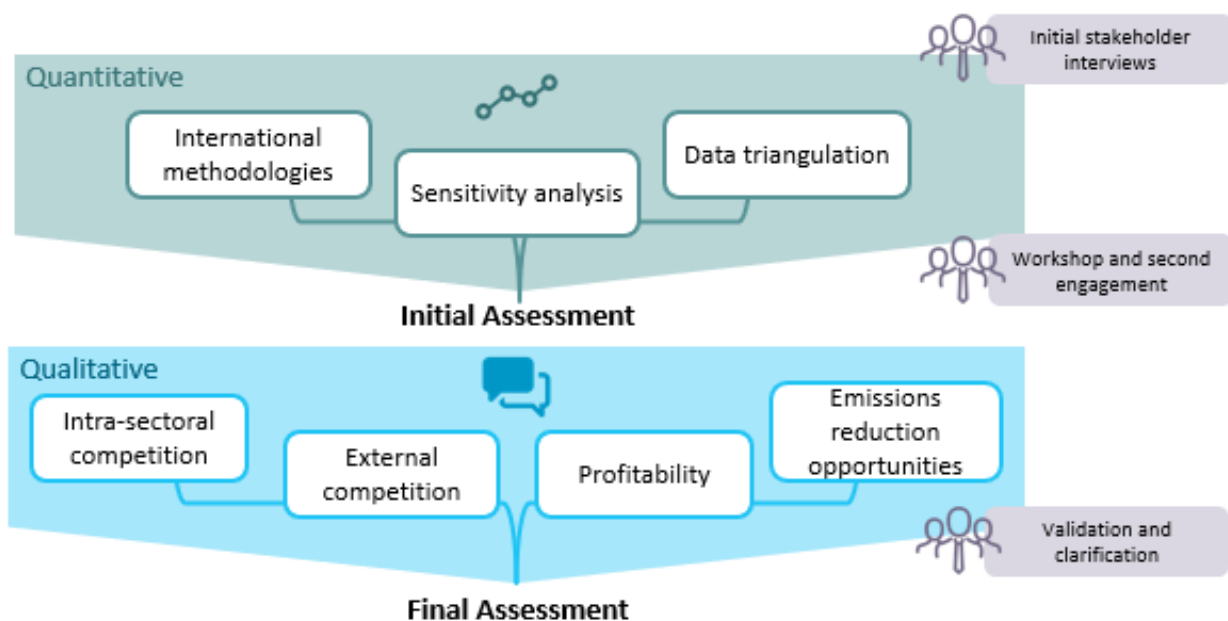 Initial stakeholder
interviews
Quantitative
International
methodologies
Sensitivity analysis
Data triangulation
Workshop and second
engagement
Initial Assessment
Qualitative
Intra-sectoral
competition
External
competition
Profitability
Emissions
reduction
opportunities
Validation and
clarification
Final Assessment